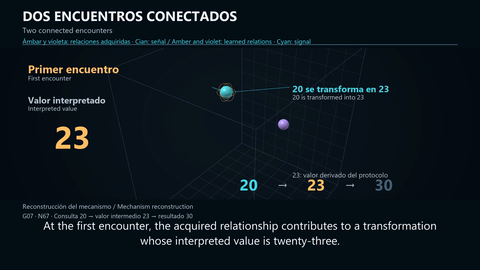 DOS ENCUENTROS CONECTADOS
Two connected encounters
Ámbar y violeta: relaciones adquiridas · Cian: señal / Amber and violet: learned relations · Cyan: signal
Primer encuentro
First encounter
Valor interpretado
Interpreted value
23
20 se transforma en 23
20 is transformed into 23
23: valor derivado del protocolo
20 → 23 → 30
Reconstrucción del mecanismo / Mechanism reconstruction
G07 · N67 · Consulta 20 → valor intermedio 23 → resultado 30
At the first encounter, the acquired relationship contributes to a transformation
whose interpreted value is twenty-three.